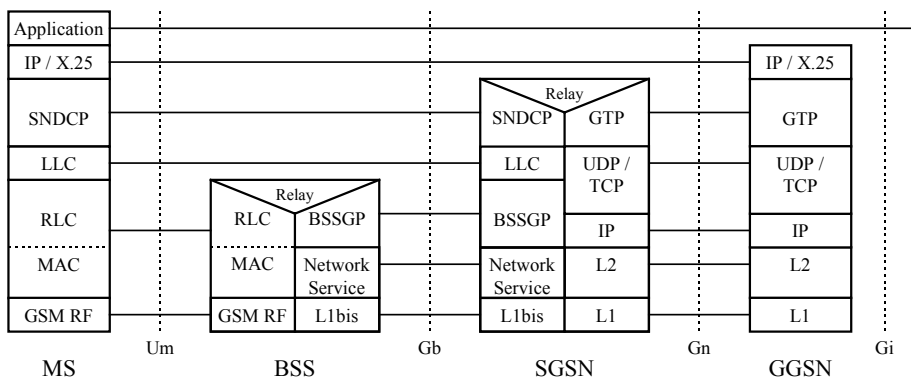 Application
IP / X.25
SNDCP
LLC
RLC
MAC
GSM RF
MS
Um
Relay
RLC
BSSGP
MAC
Network
Service
GSM RF
L1bis
BSS
Gb
Relay
SNDCP
GTP
LLC
UDP /
TCP
BSSGP
IP
Network
Service
L2
L1bis
L1
SGSN
Gn
IP / X.25
GTP
UDP /
TCP
IP
L2
L1
GGSN
Gi